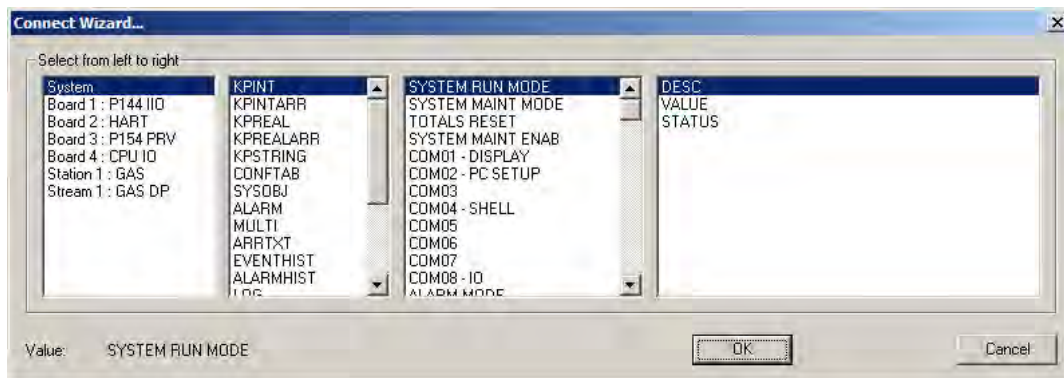 Connect Wizard...
Select from left to right
System
Board 1 : P144 IIO
Board 2 : HART
Board 3 : P154 PRV
Board 4 : CPU IO
Station 1 : GAS
Stream 1 : GAS DP
KPINT
KPINTARR
KPREAL
KPREALARR
KPSTRING
CONFTAB
SYSOBJ
ALARM
MULTI
ARRTXT
EVENTHIST
ALARMHIST
LOG
SYSTEM RUN MODE
SYSTEM MAINT MODE
TOTALS RESET
SYSTEM MAINT ENAB
COM01 - DISPLAY
COM02 - PC SETUP
COM03
COM04 - SHELL
COM05
COM06
COM07
COM08 - IO
ALARM MODE
DESC
VALUE
STATUS
Value: SYSTEM RUN MODE
OK
Cancel